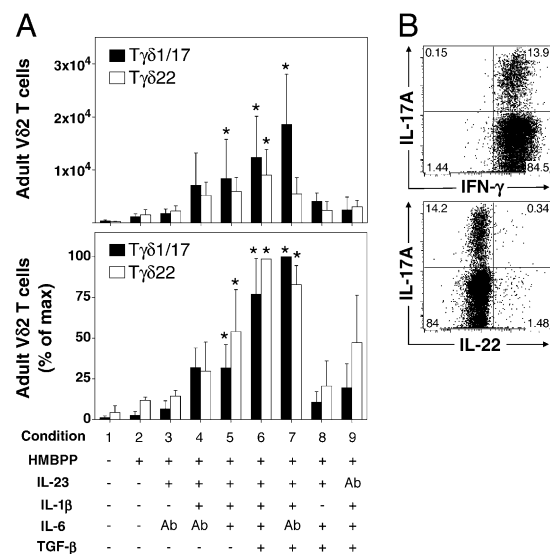 A
B
Adult Vδ2 T cells
3x10⁴
2x10⁴
1x10⁴
Tγδ1/17
Tγδ22
* * * *
Adult Vδ2 T cells
(% of max)
100
75
50
25
0
Tγδ1/17
Tγδ22
* * * * * *
Condition 1 2 3 4 5 6 7 8 9
HMBPP - + + + + + + + +
IL-23 - - + + + + + + Ab
IL-1β - - - + + + + - +
IL-6 - - Ab Ab + + Ab + +
TGF-β - - - - - + + + +
IL-17A
0.15 13.9
1.44 84.5
IFN-γ
IL-17A
14.2 0.34
84 1.48
IL-22